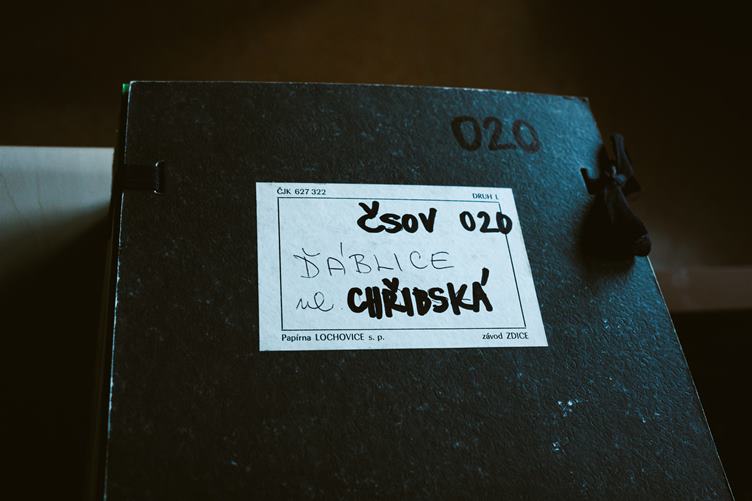 020
ČJK 627 322 DRUH L
ČSOV 020
ĎÁBLICE
ul. CHŘIBSKÁ
Papírna LOCHOVICE s. p. závod ZDICE